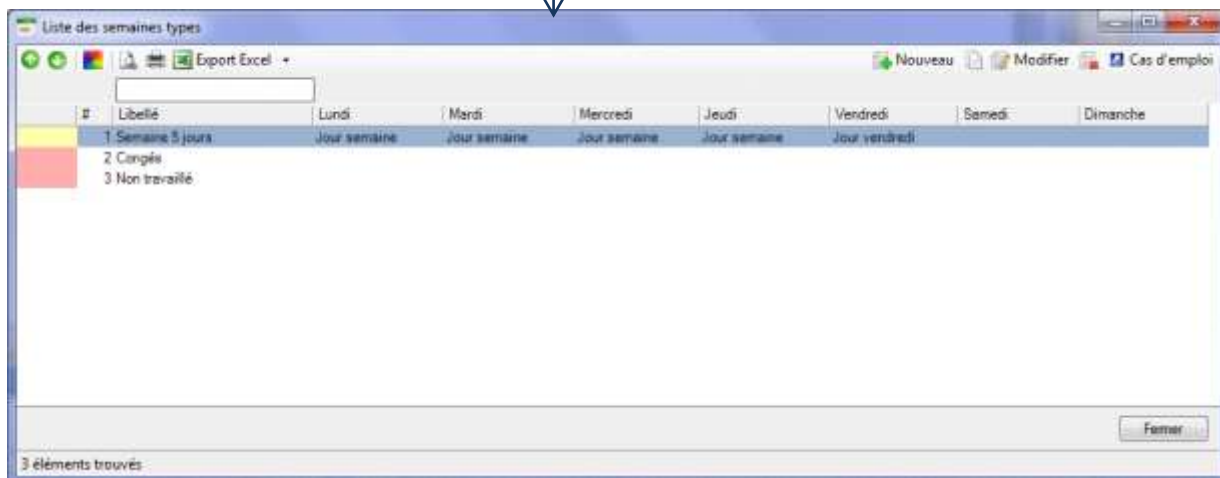 Liste des semaines types
Export Excel Nouveau Modifier Cas d'emploi
# Libellé Lundi Mardi Mercredi Jeudi Vendredi Samedi Dimanche
1 Semaine 5 jours Jour semaine Jour semaine Jour semaine Jour semaine Jour vendredi
2 Congés
3 Non travaillé
Fermer
3 éléments trouvés